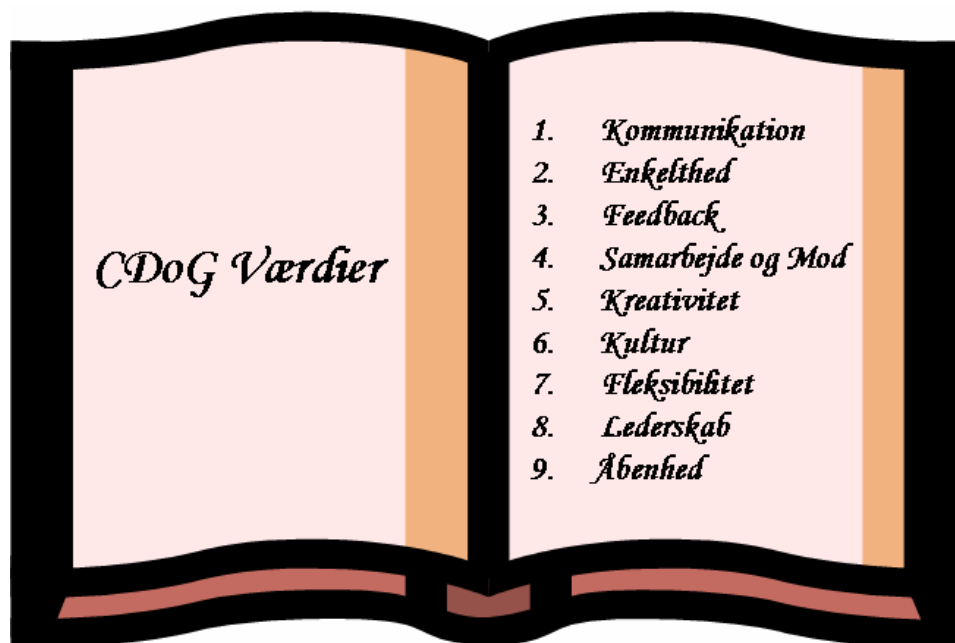 CDoG Værdier
1. Kommunikation
2. Enkelthed
3. Feedback
4. Samarbejde og Mod
5. Kreativitet
6. Kultur
7. Fleksibilitet
8. Lederskab
9. Åbenhed